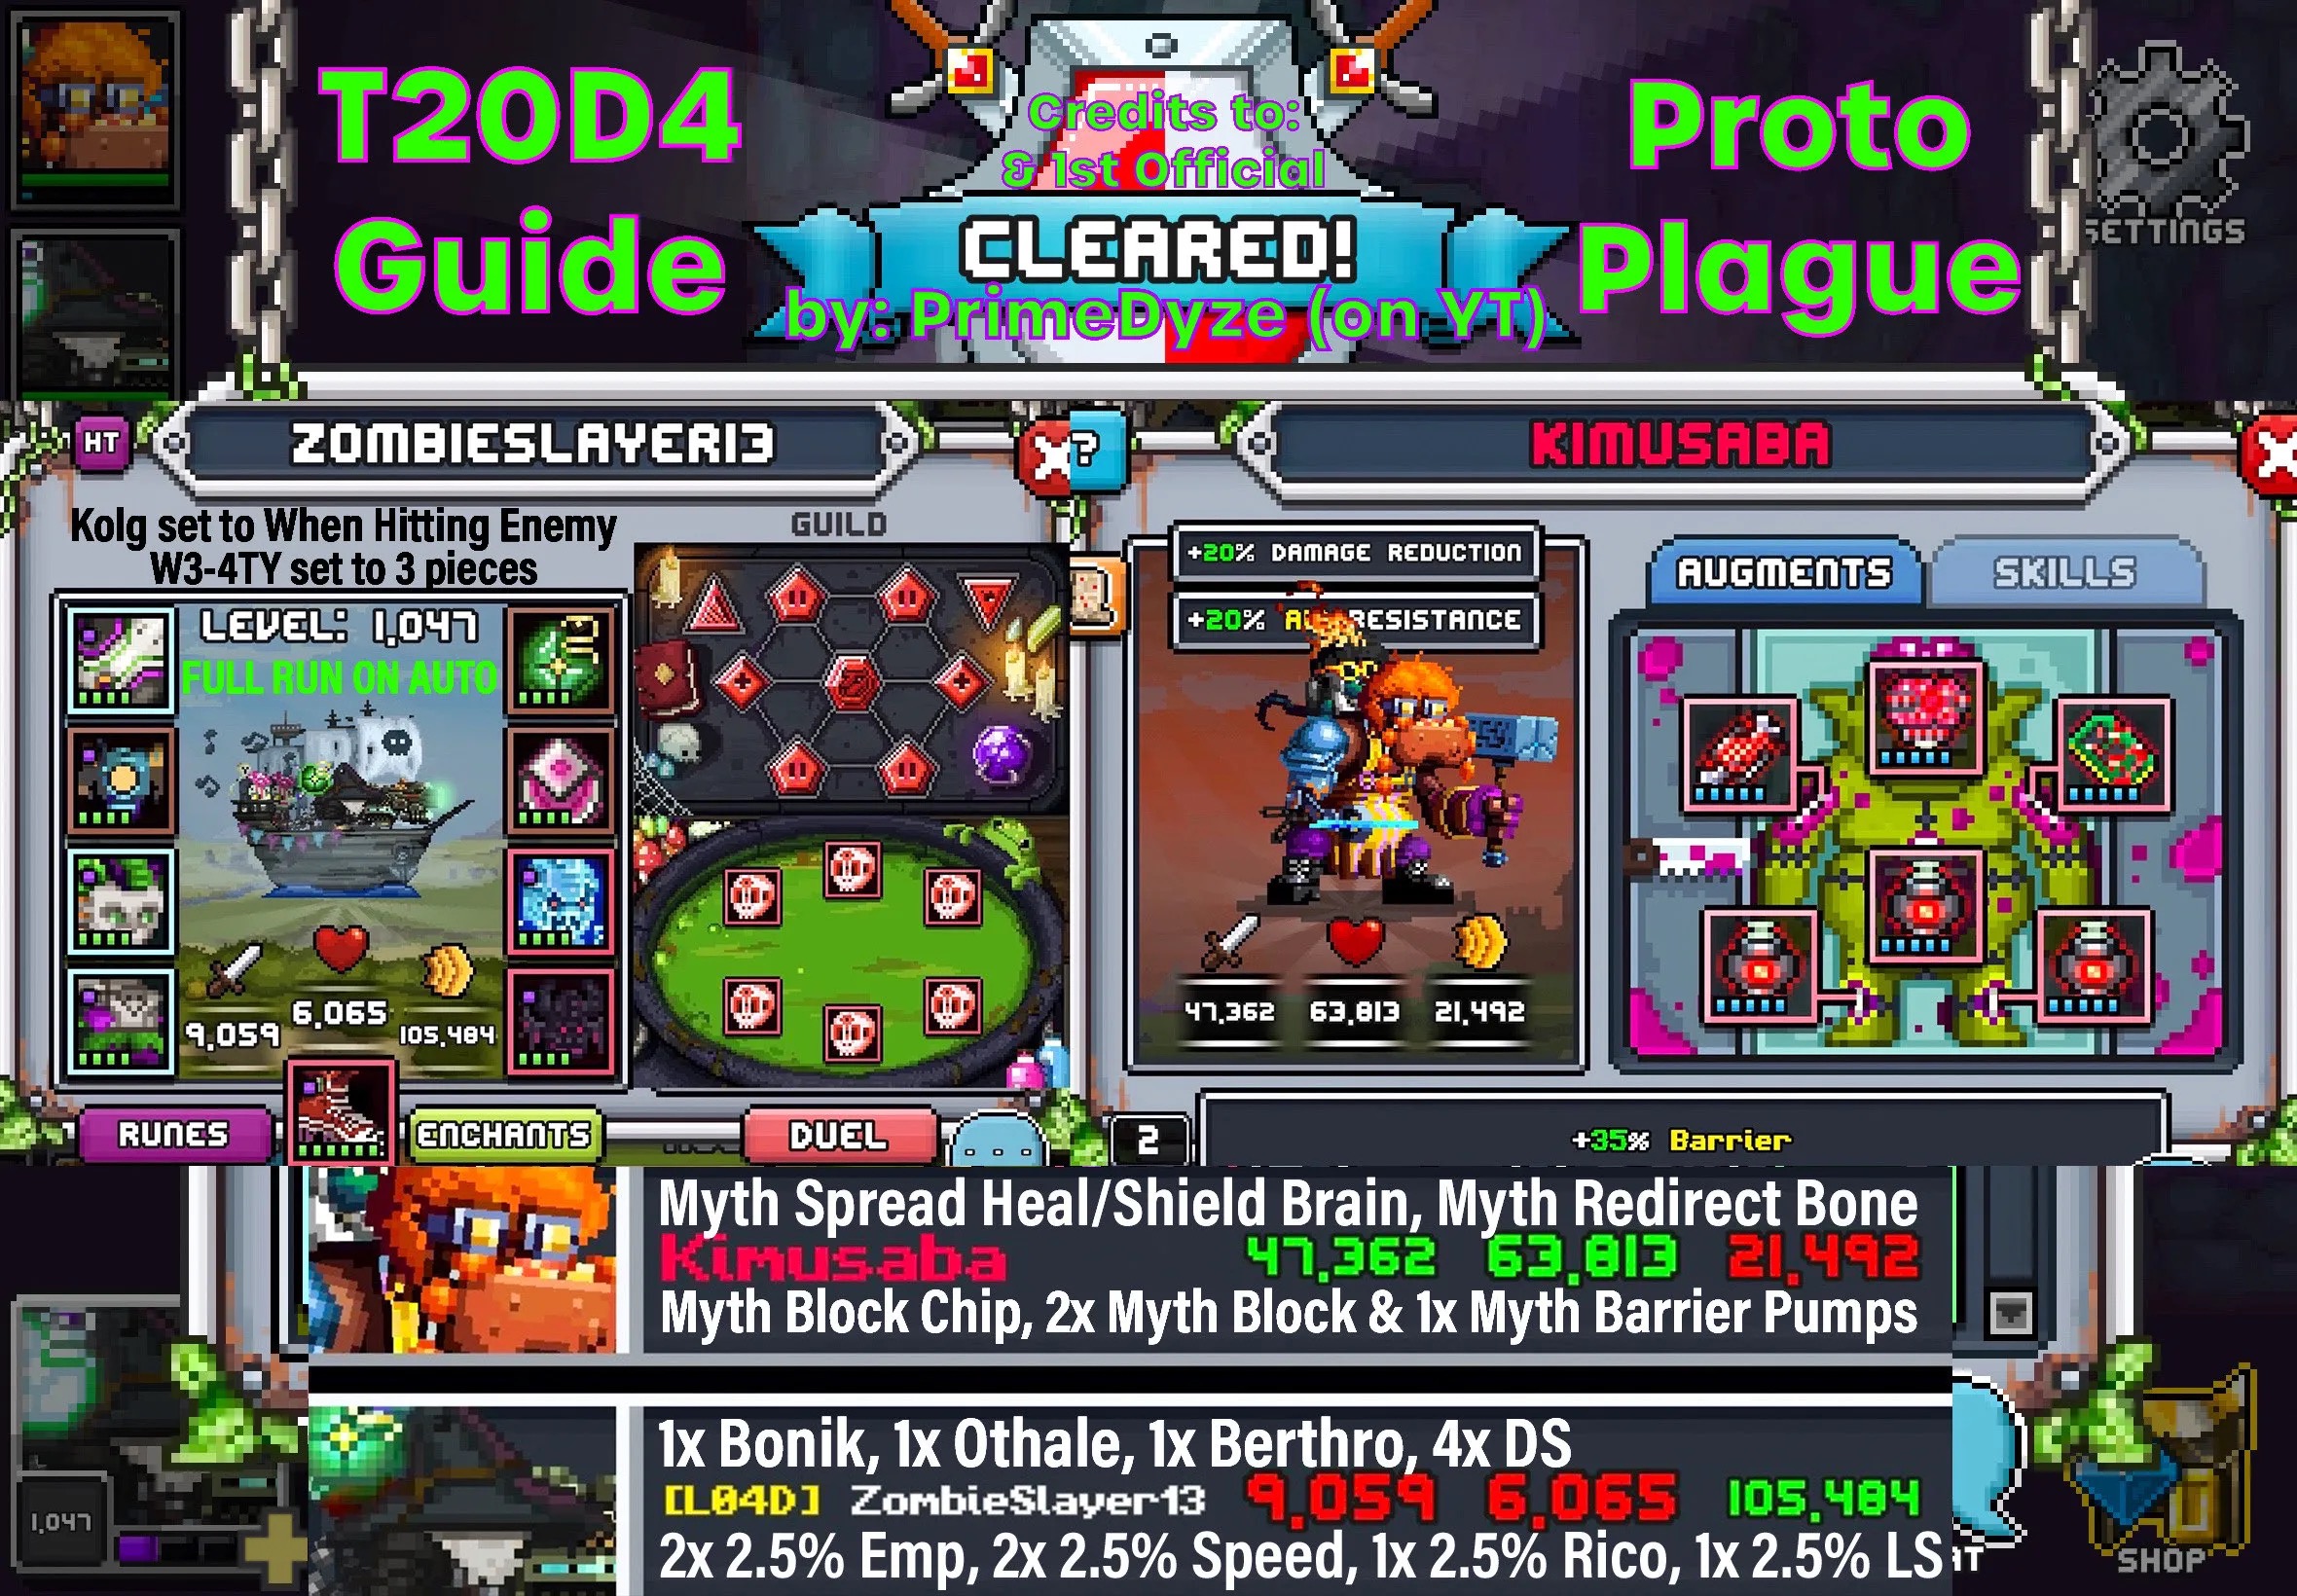 T20D4
Guide
Credits to:
& 1st Official
CLEARED!
by: PrimeDyze (on YT)
Proto
Plague
SETTINGS
HT
ZOMBIESLAYER13
?
KIMUSABA
Kolg set to When Hitting Enemy
W3-4TY set to 3 pieces
GUILD
LEVEL: 1,047
FULL RUN ON AUTO
9,059
6,065
105,484
RUNES
ENCHANTS
DUEL
+20% DAMAGE REDUCTION
+20% RESISTANCE
AUGMENTS
SKILLS
47,362
63,813
21,492
2
+35% Barrier
Myth Spread Heal/Shield Brain, Myth Redirect Bone
Kimusaba 47,362 63,813 21,492
Myth Block Chip, 2x Myth Block & 1x Myth Barrier Pumps
1x Bonik, 1x Othale, 1x Berthro, 4x DS
[L04D] ZombieSlayer13 9,059 6,065 105,484
2x 2.5% Emp, 2x 2.5% Speed, 1x 2.5% Rico, 1x 2.5% LS
1,047
SHOP